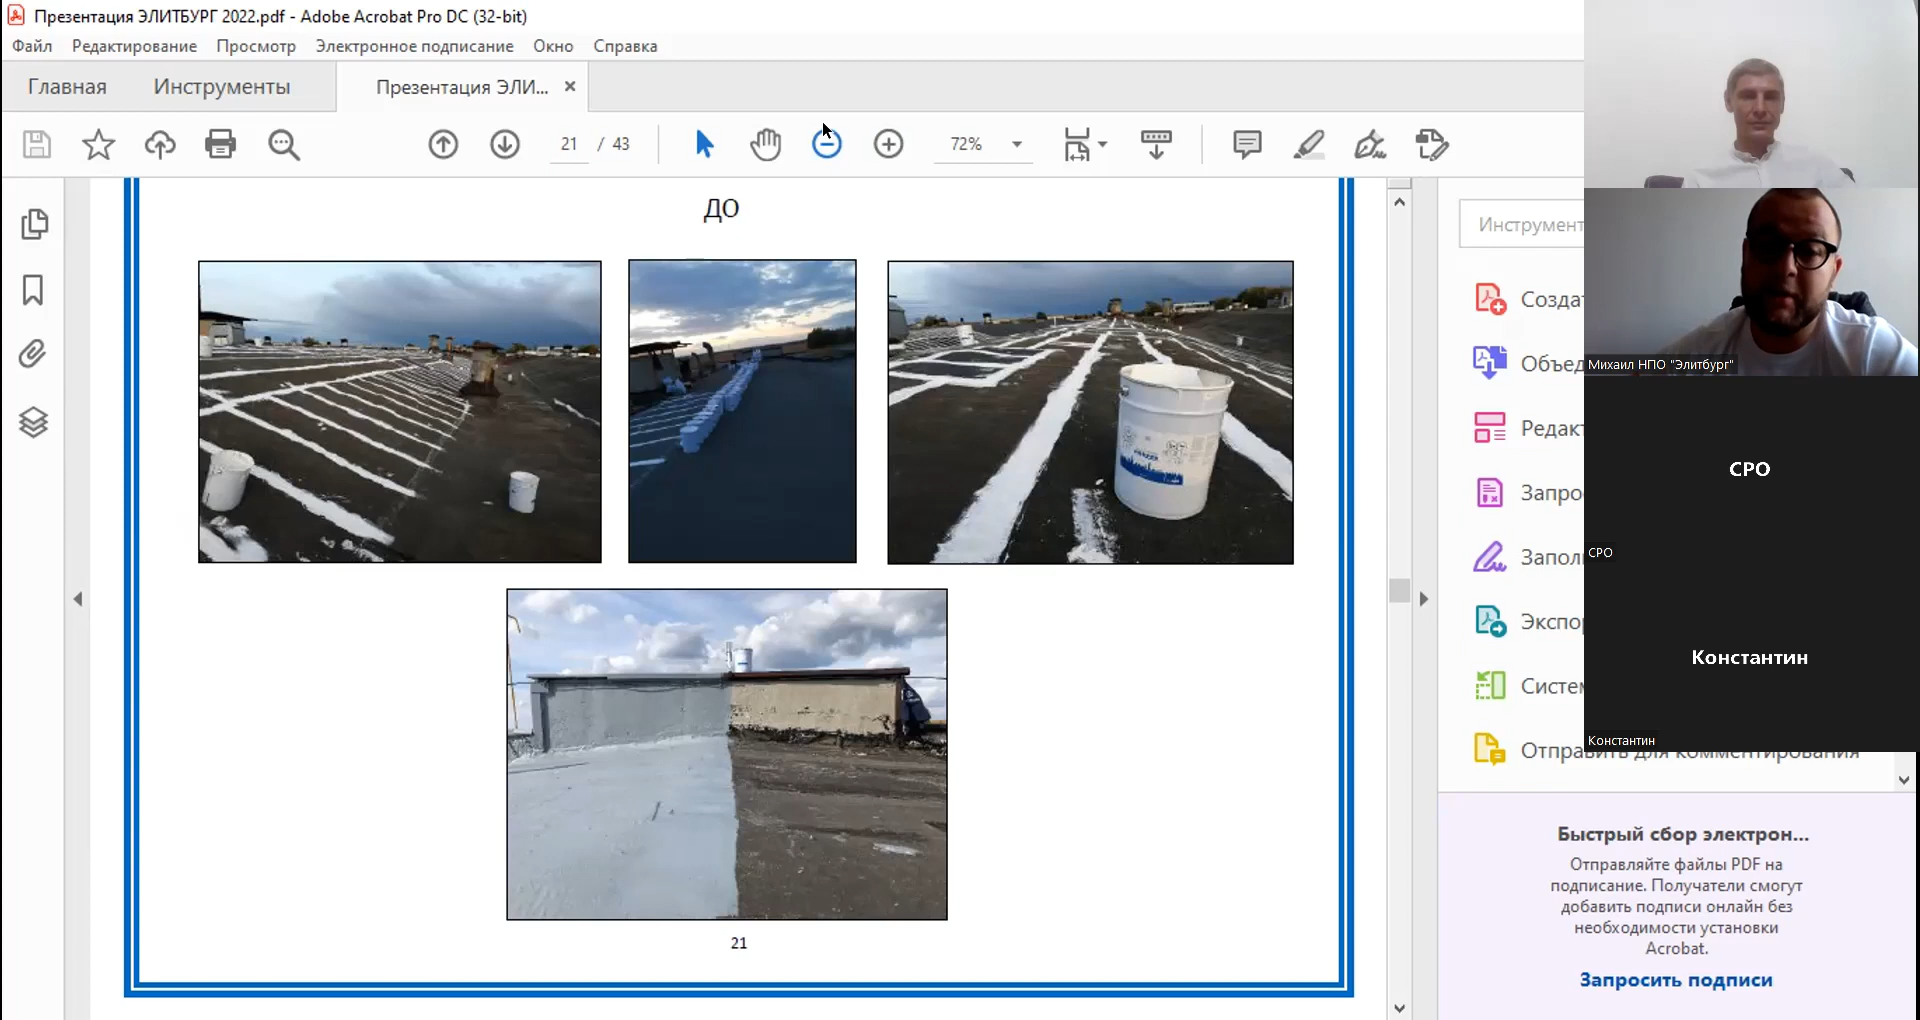 Презентация ЭЛИТБУРГ 2022.pdf - Adobe Acrobat Pro DC (32-bit)
Файл Редактирование Просмотр Электронное подписание Окно Справка
Главная Инструменты Презентация ЭЛИ...
21 / 43 72%
ДО
21
Инструмент
Создат
Объед
Редакт
Запро
Заполн
Экспор
Систем
Отправить для комментирования
Быстрый сбор электрон...
Отправляйте файлы PDF на
подписание. Получатели смогут
добавить подписи онлайн без
необходимости установки
Acrobat.
Запросить подписи
Михаил НПО "Элитбург"
СРО
СРО
Константин
Константин